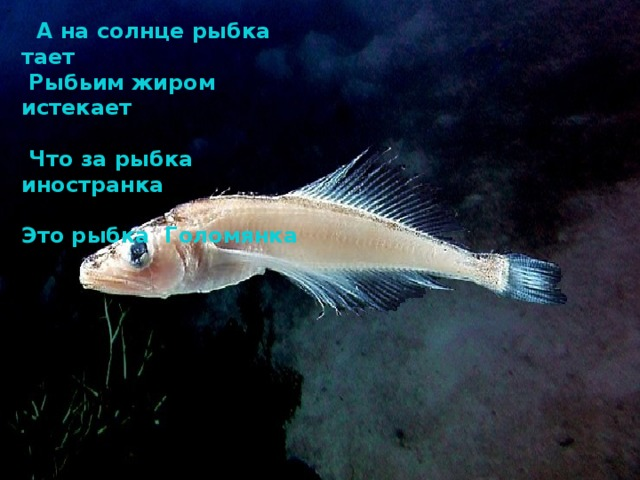 А на солнце рыбка
тает
Рыбьим жиром
истекает
Что за рыбка
иностранка
Это рыбка Голомянка